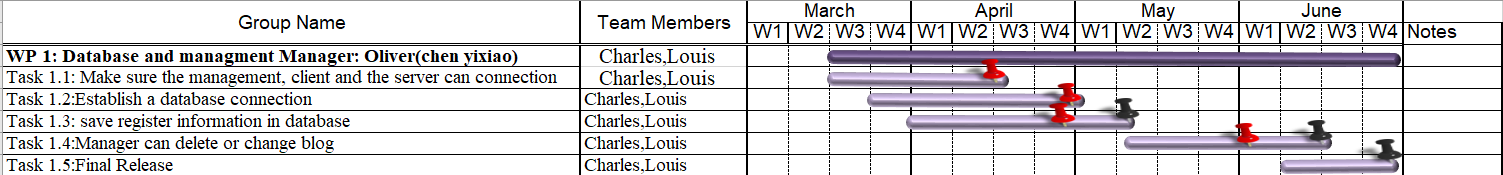 Group Name Team Members March April May June
W1 W2 W3 W4 W1 W2 W3 W4 W1 W2 W3 W4 W1 W2 W3 W4 Notes
WP 1: Database and managment Manager: Oliver(chen yixiao) Charles,Louis
Task 1.1: Make sure the management, client and the server can connection Charles,Louis
Task 1.2:Establish a database connection Charles,Louis
Task 1.3: save register information in database Charles,Louis
Task 1.4:Manager can delete or change blog Charles,Louis
Task 1.5:Final Release Charles,Louis